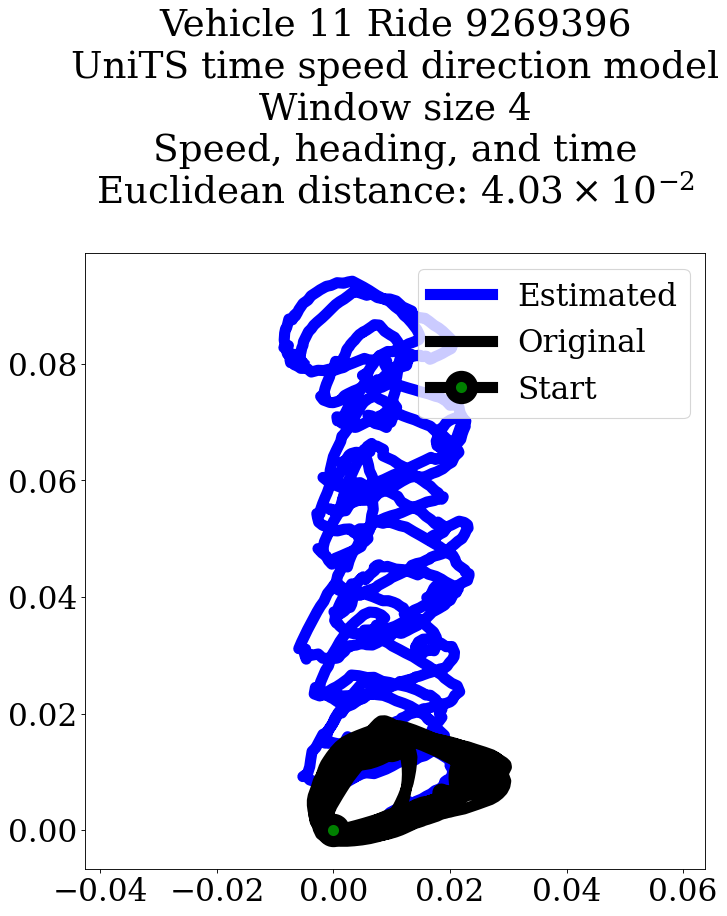 Vehicle 11 Ride 9269396
UniTS time speed direction model
Window size 4
Speed, heading, and time
Euclidean distance: 4.03 × 10⁻²
Estimated
Original
Start
0.08
0.06
0.04
0.02
0.00
−0.04 −0.02 0.00 0.02 0.04 0.06